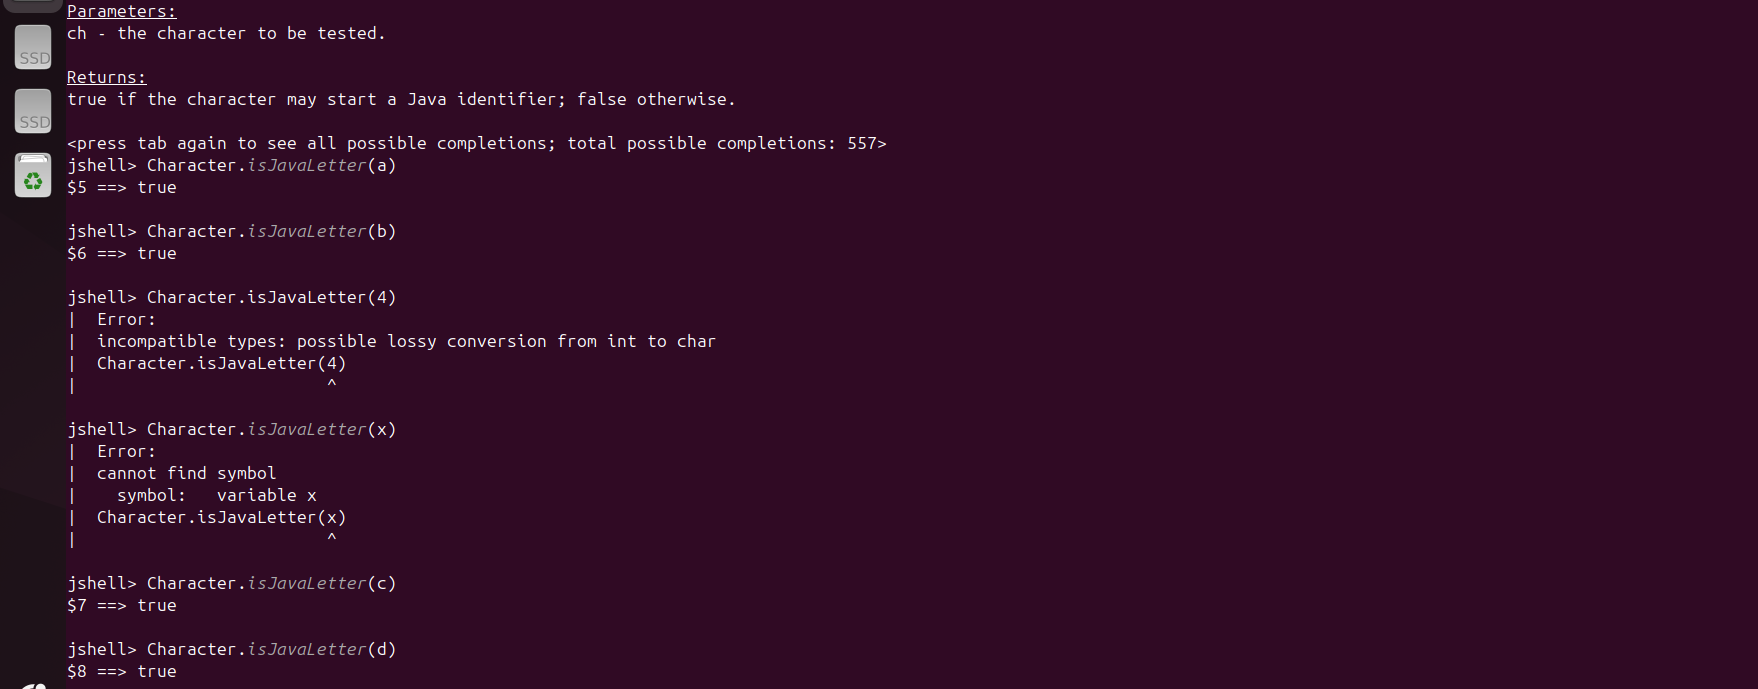 Parameters:
ch - the character to be tested.
Returns:
true if the character may start a Java identifier; false otherwise.
<press tab again to see all possible completions; total possible completions: 557>
jshell> Character.isJavaLetter(a)
$5 ==> true
jshell> Character.isJavaLetter(b)
$6 ==> true
jshell> Character.isJavaLetter(4)
|  Error:
|  incompatible types: possible lossy conversion from int to char
|  Character.isJavaLetter(4)
|                         ^
jshell> Character.isJavaLetter(x)
|  Error:
|  cannot find symbol
|    symbol:   variable x
|  Character.isJavaLetter(x)
|                         ^
jshell> Character.isJavaLetter(c)
$7 ==> true
jshell> Character.isJavaLetter(d)
$8 ==> true
SSD
SSD